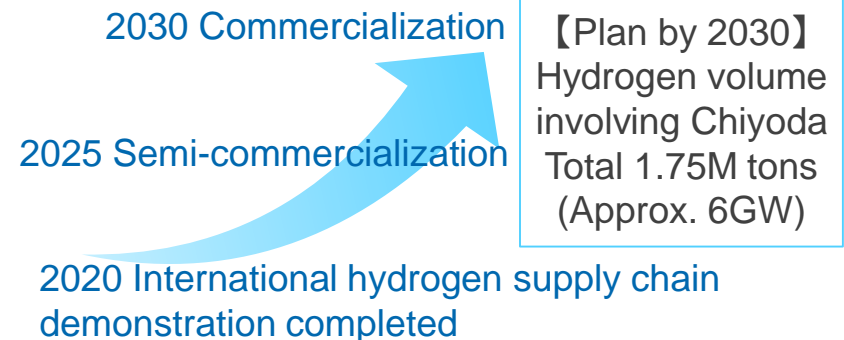 2030 Commercialization
2025 Semi-commercialization
2020 International hydrogen supply chain
demonstration completed
【Plan by 2030】
Hydrogen volume
involving Chiyoda
Total 1.75M tons
(Approx. 6GW)